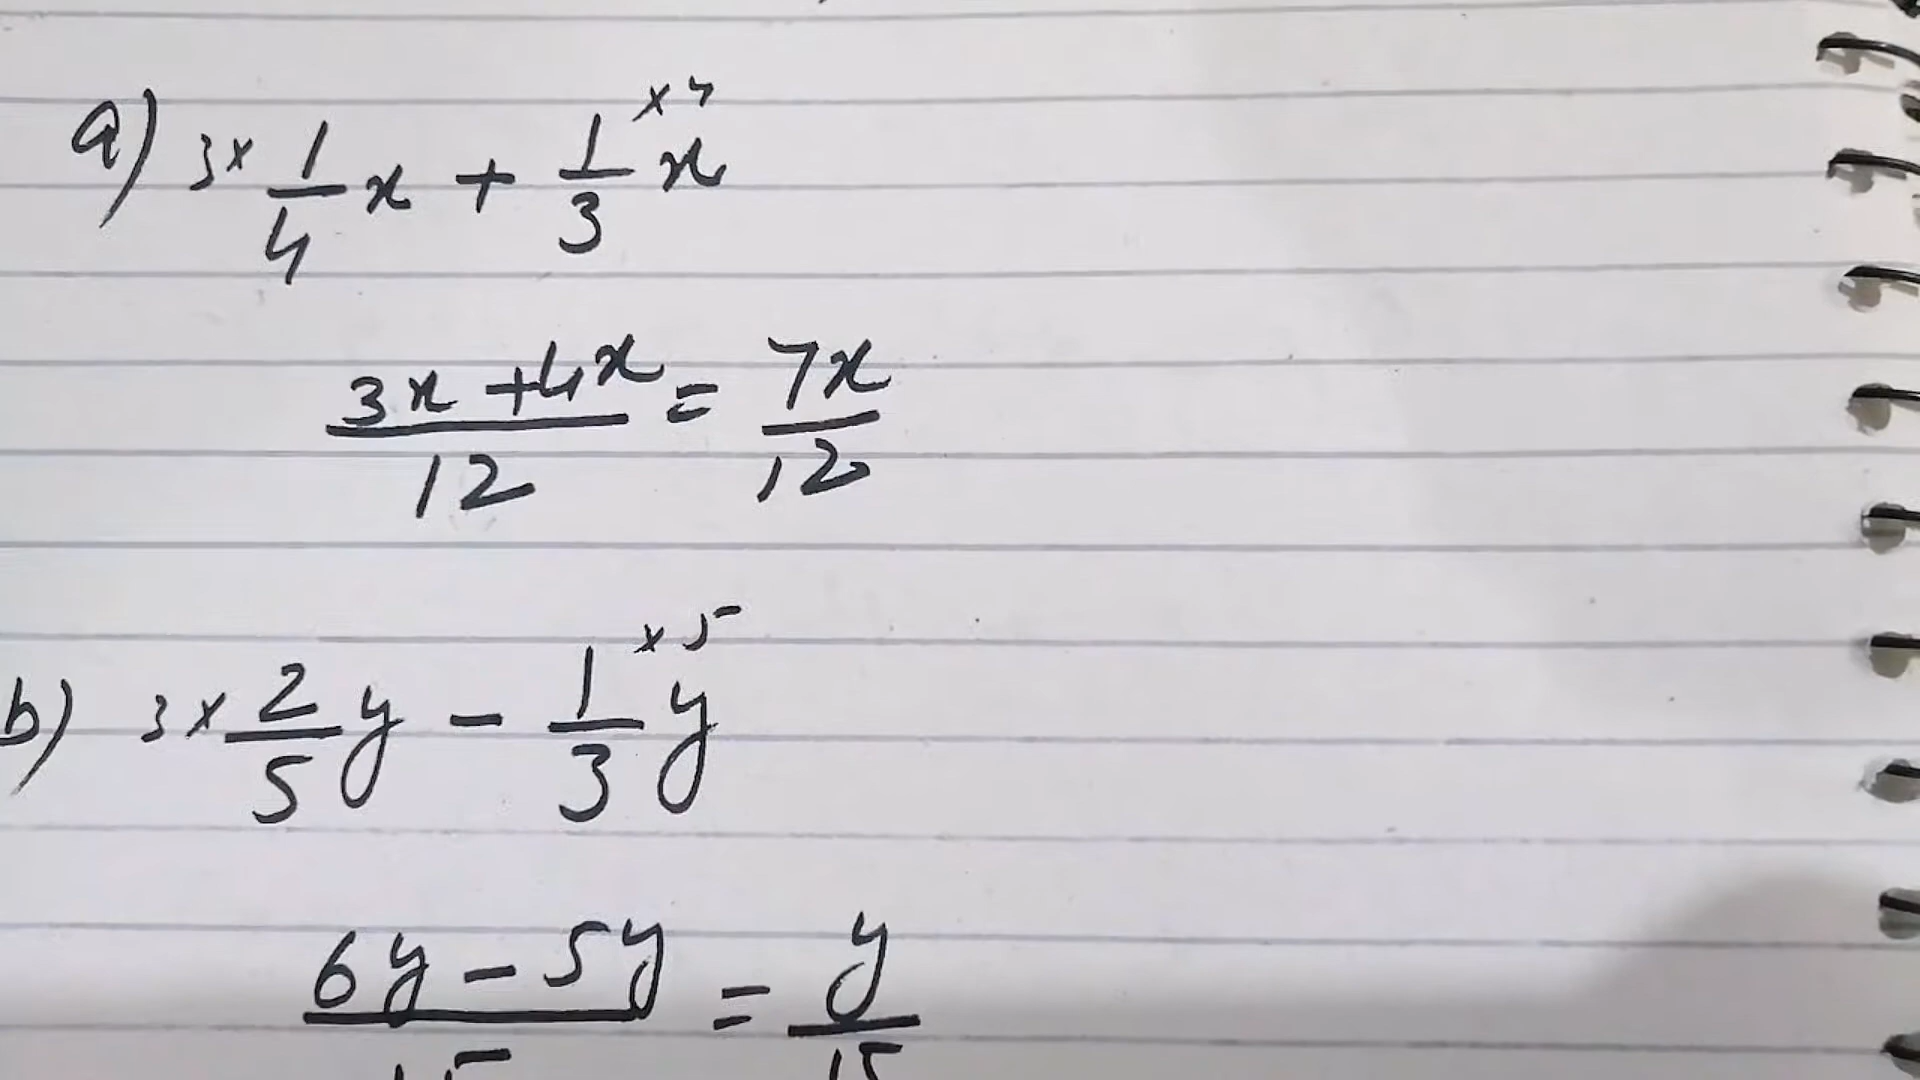 a) 3× 1/4 x + 1/3 ×4 x
3x + 4x / 12 = 7x / 12
b) 3× 2/5 y - 1/3 ×5 y
6y - 5y / 15 = y / 15